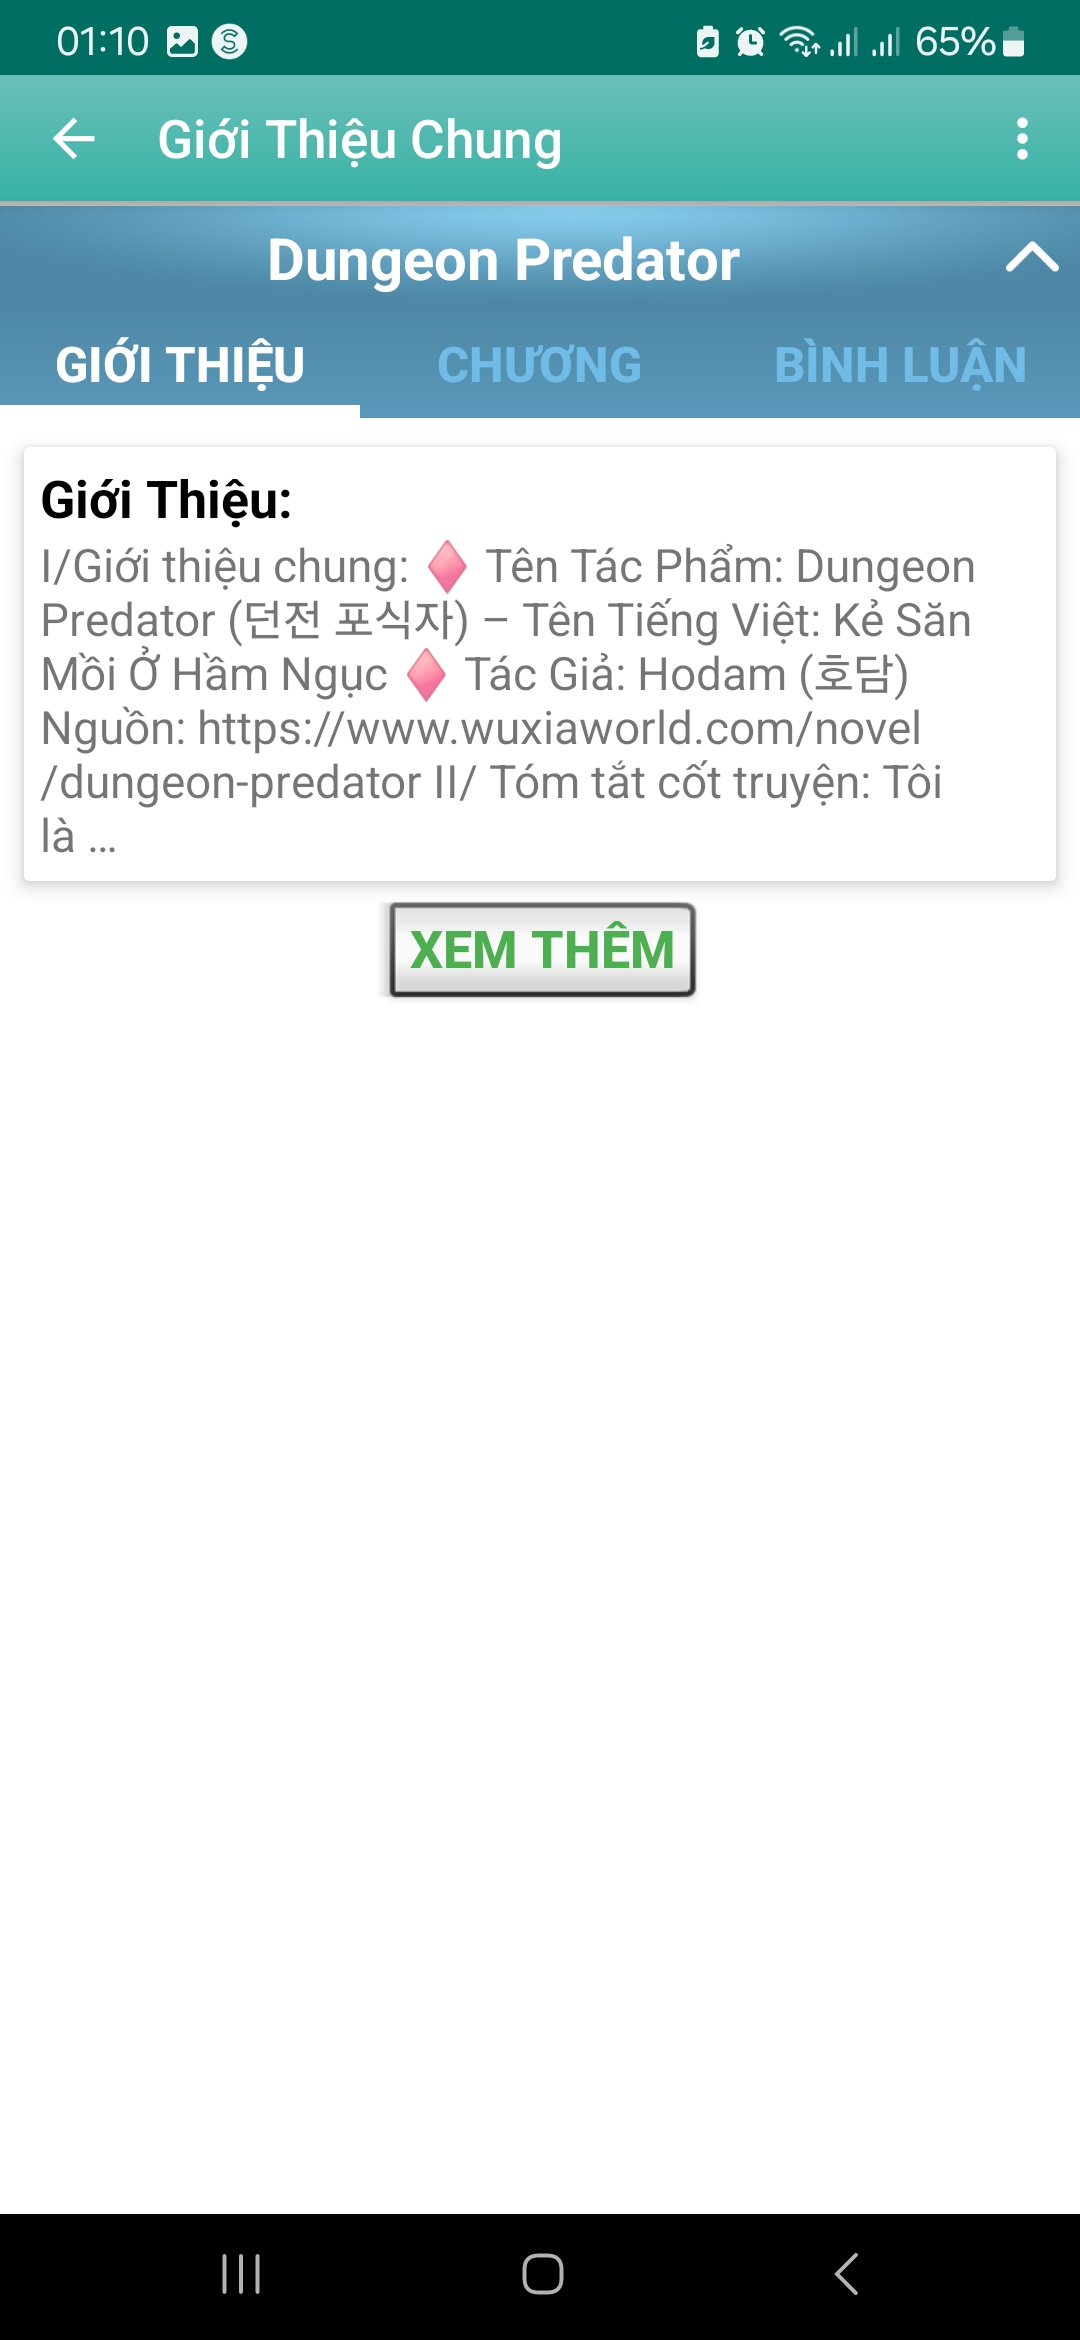 01:10 65%
Giới Thiệu Chung
Dungeon Predator
GIỚI THIỆU CHƯƠNG BÌNH LUẬN
Giới Thiệu:
I/Giới thiệu chung: ♦️ Tên Tác Phẩm: Dungeon
Predator (던전 포식자) – Tên Tiếng Việt: Kẻ Săn
Mồi Ở Hầm Ngục ♦️ Tác Giả: Hodam (호담)
Nguồn: https://www.wuxiaworld.com/novel
/dungeon-predator II/ Tóm tắt cốt truyện: Tôi
là ...
XEM THÊM